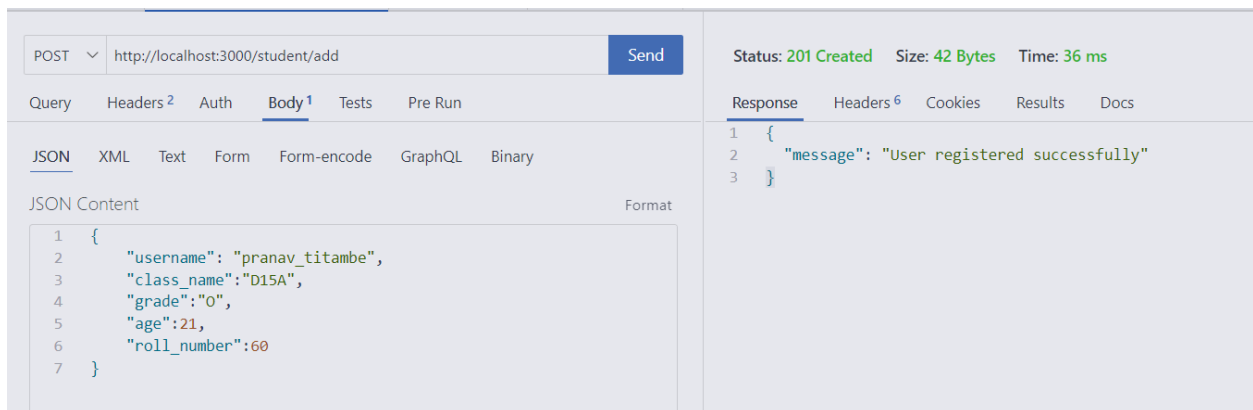 POST http://localhost:3000/student/add Send
Query Headers 2 Auth Body 1 Tests Pre Run
JSON XML Text Form Form-encode GraphQL Binary
JSON Content Format
1 {
2 "username": "pranav_titambe",
3 "class_name":"D15A",
4 "grade":"O",
5 "age":21,
6 "roll_number":60
7 }
Status: 201 Created Size: 42 Bytes Time: 36 ms
Response Headers 6 Cookies Results Docs
1 {
2 "message": "User registered successfully"
3 }